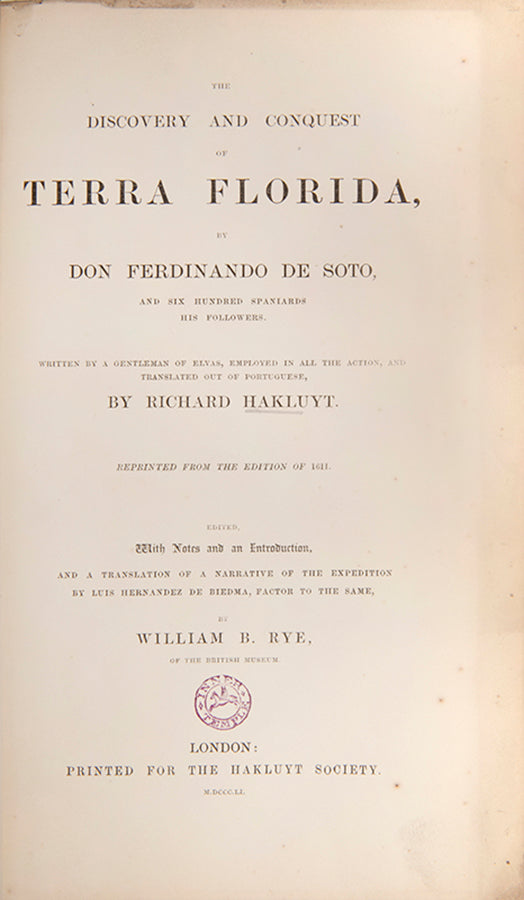 THE
DISCOVERY AND CONQUEST
OF
TERRA FLORIDA,
BY
DON FERDINANDO DE SOTO,
AND SIX HUNDRED SPANIARDS
HIS FOLLOWERS.
WRITTEN BY A GENTLEMAN OF ELVAS, EMPLOYED IN ALL THE ACTION, AND
TRANSLATED OUT OF PORTUGUESE,
BY RICHARD HAKLUYT.
REPRINTED FROM THE EDITION OF 1611.
EDITED,
With Notes and an Introduction,
AND A TRANSLATION OF A NARRATIVE OF THE EXPEDITION
BY LUIS HERNANDEZ DE BIEDMA, FACTOR TO THE SAME,
BY
WILLIAM B. RYE,
OF THE BRITISH MUSEUM.
INNER
TEMPLE
LONDON:
PRINTED FOR THE HAKLUYT SOCIETY.
M.DCCC.LI.